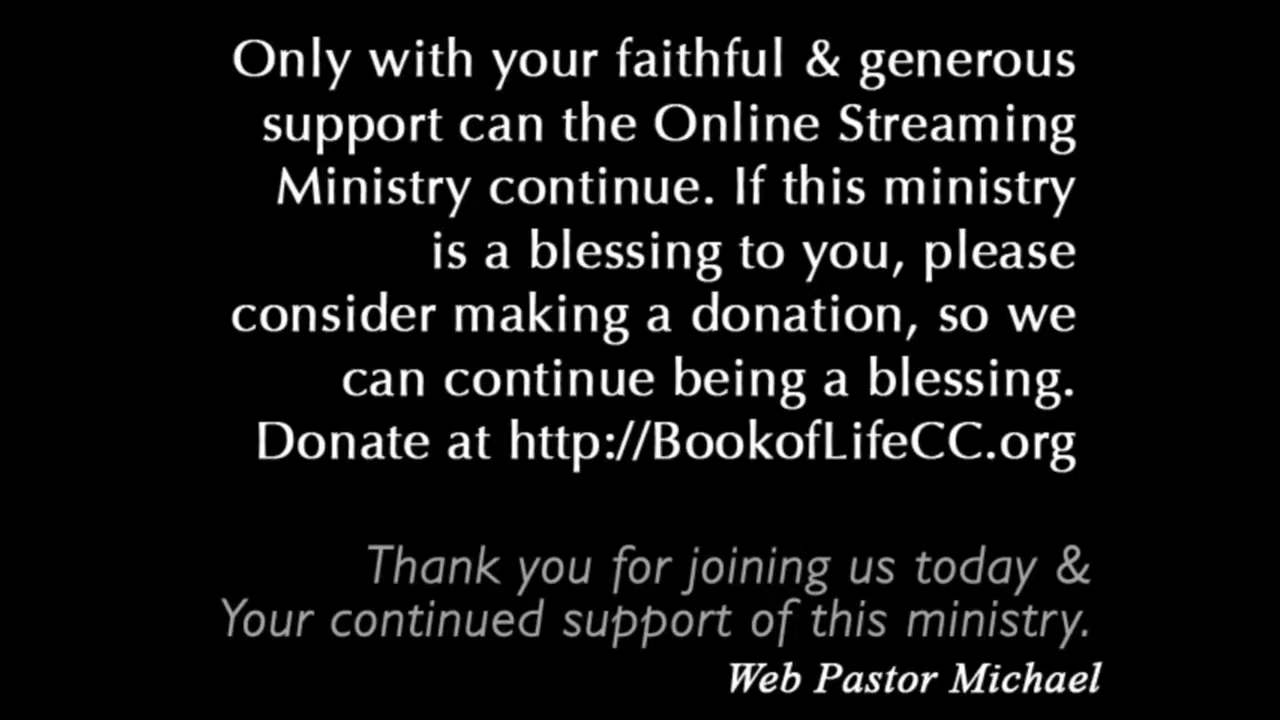 Only with your faithful & generous
support can the Online Streaming
Ministry continue. If this ministry
is a blessing to you, please
consider making a donation, so we
can continue being a blessing.
Donate at http://BookofLifeCC.org
Thank you for joining us today &
Your continued support of this ministry.
Web Pastor Michael